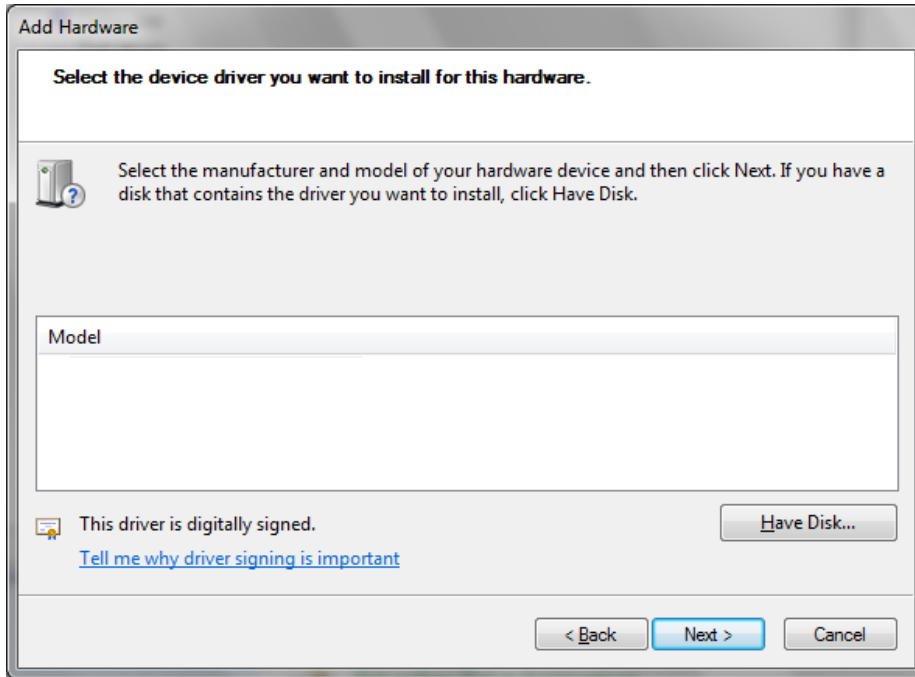 Add Hardware
Select the device driver you want to install for this hardware.
Select the manufacturer and model of your hardware device and then click Next. If you have a
disk that contains the driver you want to install, click Have Disk.
Model
This driver is digitally signed.
Have Disk...
Tell me why driver signing is important
< Back
Next >
Cancel